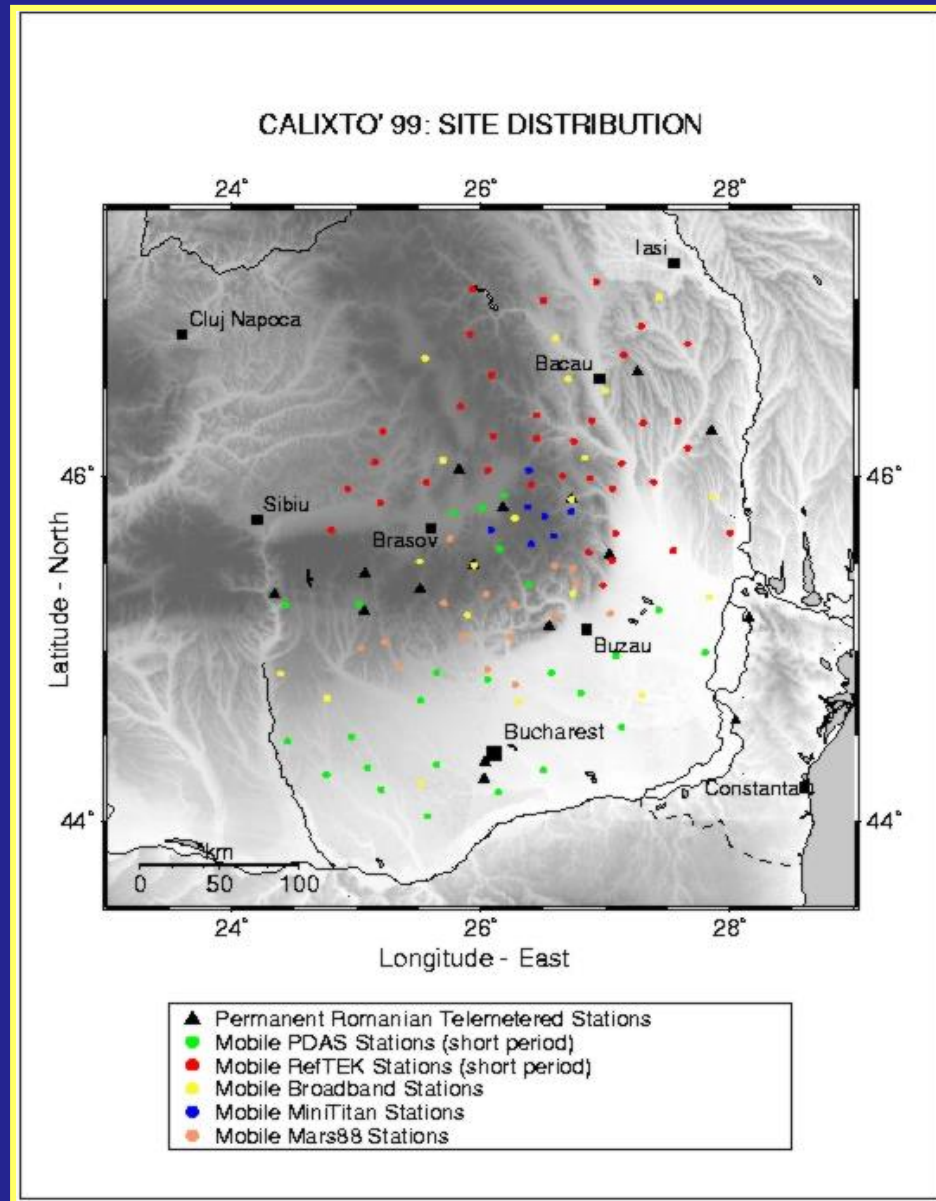 CALIXTO' 99: SITE DISTRIBUTION
24° 26° 28°
Iasi
Cluj Napoca
Bacau
46° 46°
Sibiu
Brasov
Latitude - North
Buzau
Bucharest
Constanta
44° 44°
km
0 50 100
24° 26° 28°
Longitude - East
Permanent Romanian Telemetered Stations
Mobile PDAS Stations (short period)
Mobile RefTEK Stations (short period)
Mobile Broadband Stations
Mobile MiniTitan Stations
Mobile Mars88 Stations